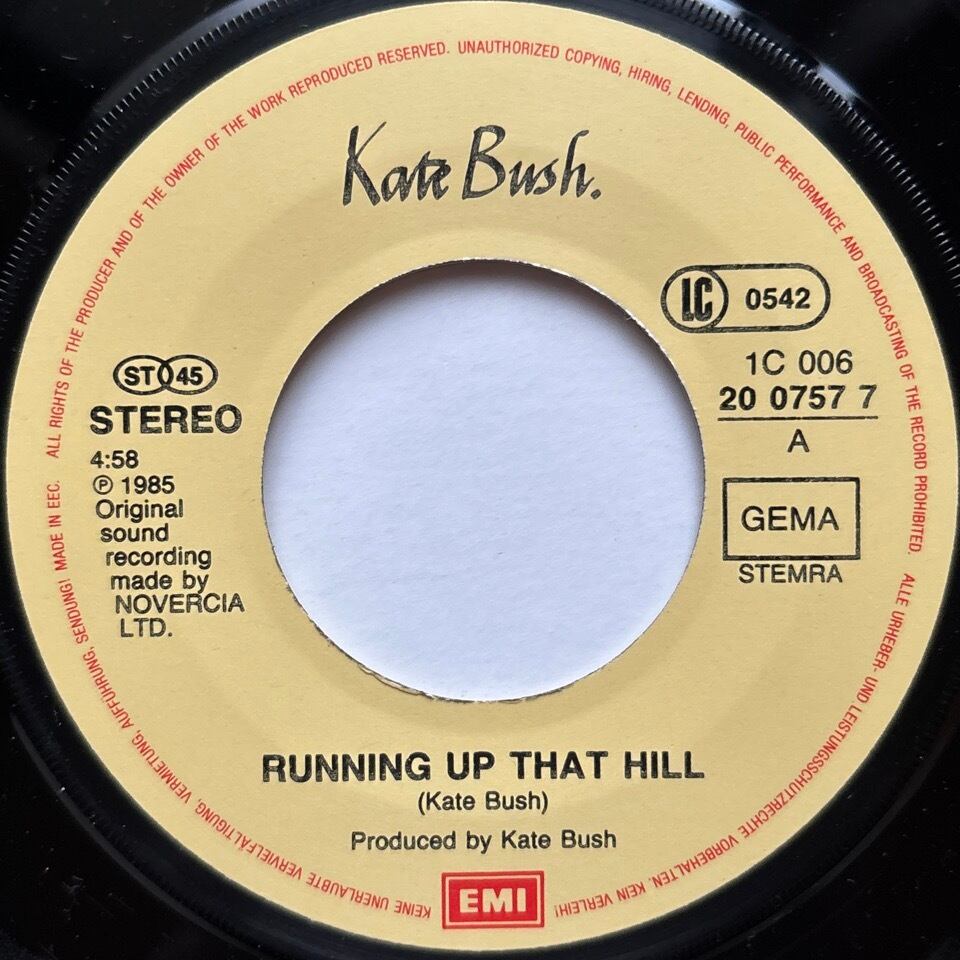 ALL RIGHTS OF THE PRODUCER AND OF THE OWNER OF THE WORK REPRODUCED RESERVED. UNAUTHORIZED COPYING, HIRING, LENDING, PUBLIC PERFORMANCE AND BROADCASTING OF THE RECORD PROHIBITED.
Kate Bush.
LC 0542
1C 006
20 0757 7
A
GEMA
STEMRA
ST 45
STEREO
4:58
℗ 1985
Original
sound
recording
made by
NOVERCIA
LTD.
RUNNING UP THAT HILL
(Kate Bush)
Produced by Kate Bush
EMI
ALLE URHEBER- UND LEISTUNGSSCHUTZRECHTE VORBEHALTEN. KEIN VERLEIH! KEINE UNERLAUBTE VERVIELFÄLTIGUNG, VERMIETUNG, AUFFÜHRUNG, SENDUNG! MADE IN EEC.